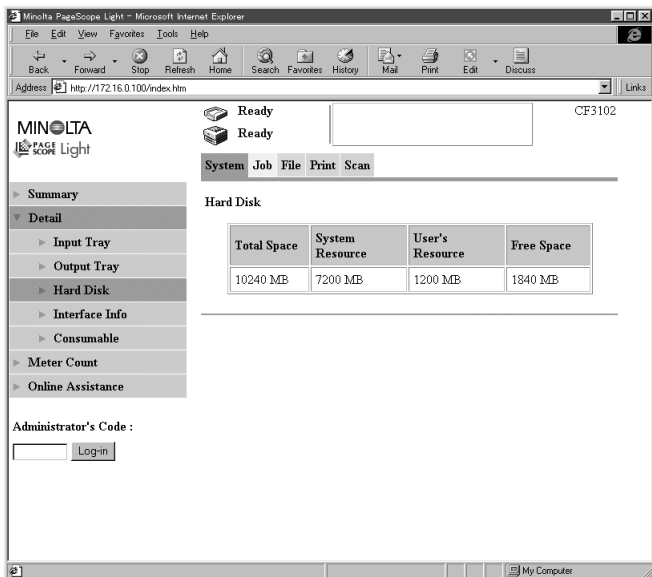 Minolta PageScope Light - Microsoft Internet Explorer
File Edit View Favorites Tools Help
Back Forward Stop Refresh Home Search Favorites History Mail Print Edit Discuss
Address http://172.16.0.100/index.htm Links
MINOLTA
PAGE SCOPE Light
Ready
Ready
CF3102
System Job File Print Scan
Summary
Detail
Input Tray
Output Tray
Hard Disk
Interface Info
Consumable
Meter Count
Online Assistance
Administrator's Code :
Log-in
Hard Disk
Total Space System Resource User's Resource Free Space
10240 MB 7200 MB 1200 MB 1840 MB
My Computer